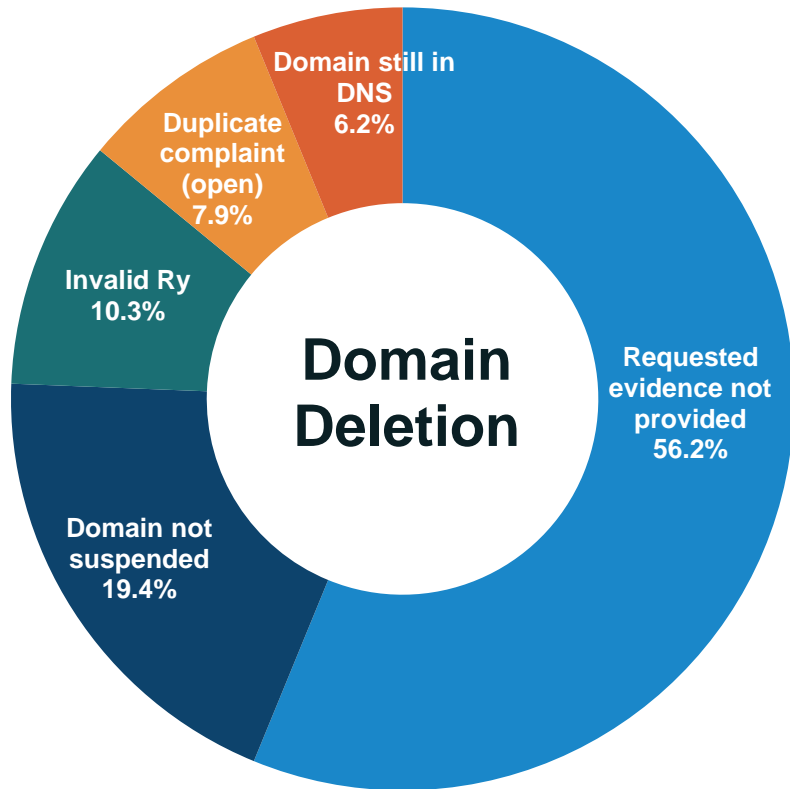 Domain still in
DNS
6.2%
Duplicate
complaint
(open)
7.9%
Invalid Ry
10.3%
Domain
Deletion
Requested
evidence not
provided
56.2%
Domain not
suspended
19.4%